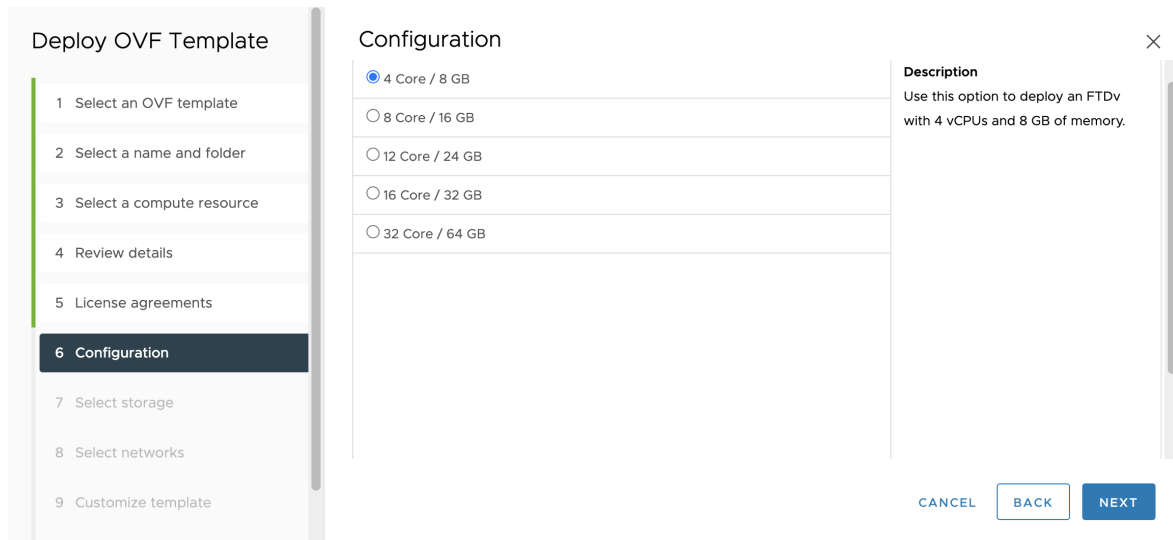 Deploy OVF Template
1 Select an OVF template
2 Select a name and folder
3 Select a compute resource
4 Review details
5 License agreements
6 Configuration
7 Select storage
8 Select networks
9 Customize template
Configuration
4 Core / 8 GB
8 Core / 16 GB
12 Core / 24 GB
16 Core / 32 GB
32 Core / 64 GB
Description
Use this option to deploy an FTDv
with 4 vCPUs and 8 GB of memory.
CANCEL
BACK
NEXT